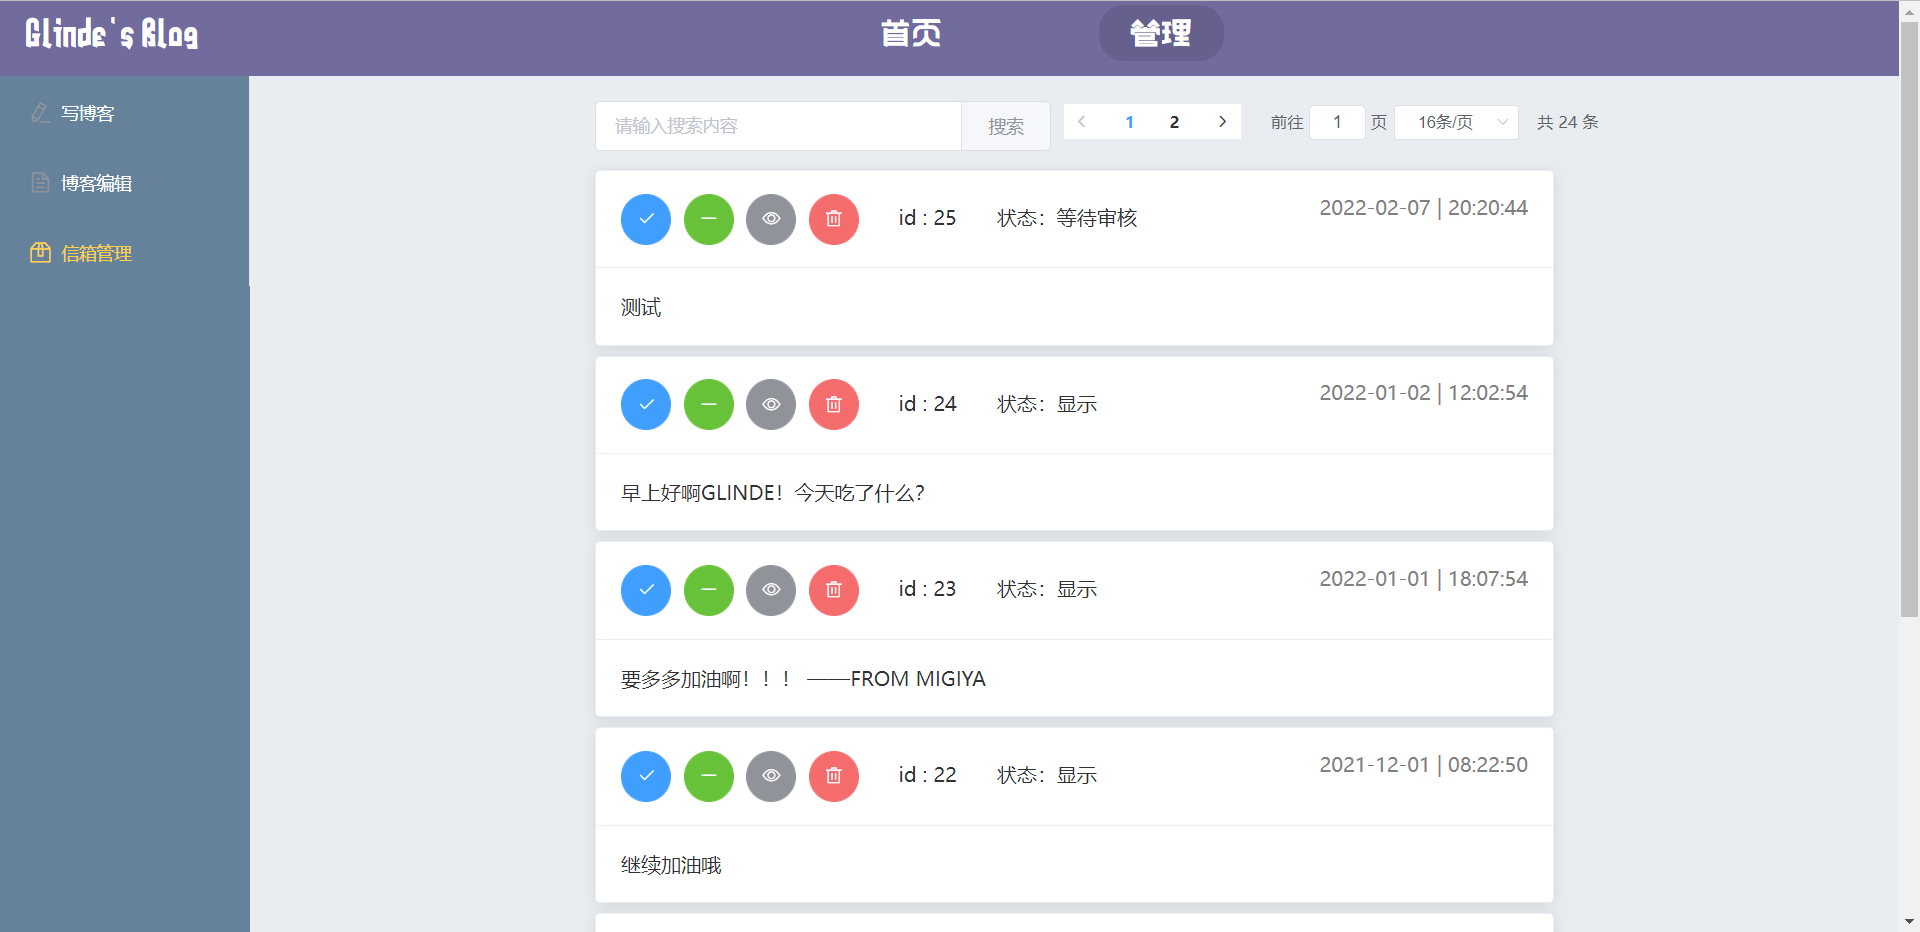 Glinde's Blog 首页 管理
写博客
博客编辑
信箱管理
请输入搜索内容 搜索 1 2 前往 1 页 16条/页 共 24 条
id : 25 状态：等待审核 2022-02-07 | 20:20:44
测试
id : 24 状态：显示 2022-01-02 | 12:02:54
早上好啊GLINDE！今天吃了什么?
id : 23 状态：显示 2022-01-01 | 18:07:54
要多多加油啊！！！ ——FROM MIGIYA
id : 22 状态：显示 2021-12-01 | 08:22:50
继续加油哦